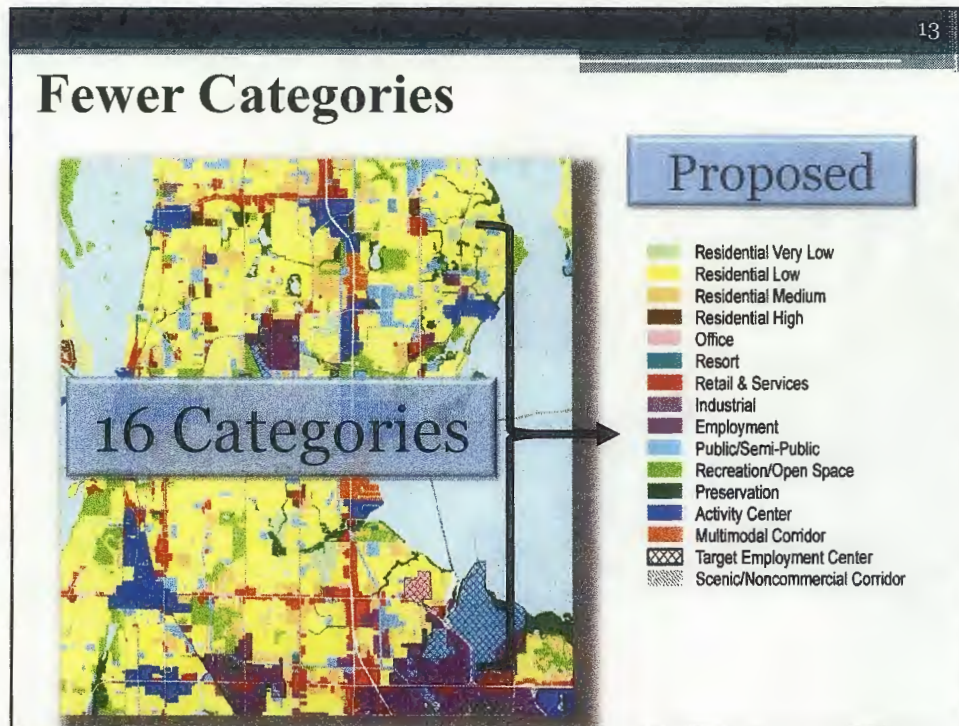 13
Fewer Categories
Proposed
16 Categories
Residential Very Low
Residential Low
Residential Medium
Residential High
Office
Resort
Retail & Services
Industrial
Employment
Public/Semi-Public
Recreation/Open Space
Preservation
Activity Center
Multimodal Corridor
Target Employment Center
Scenic/Noncommercial Corridor